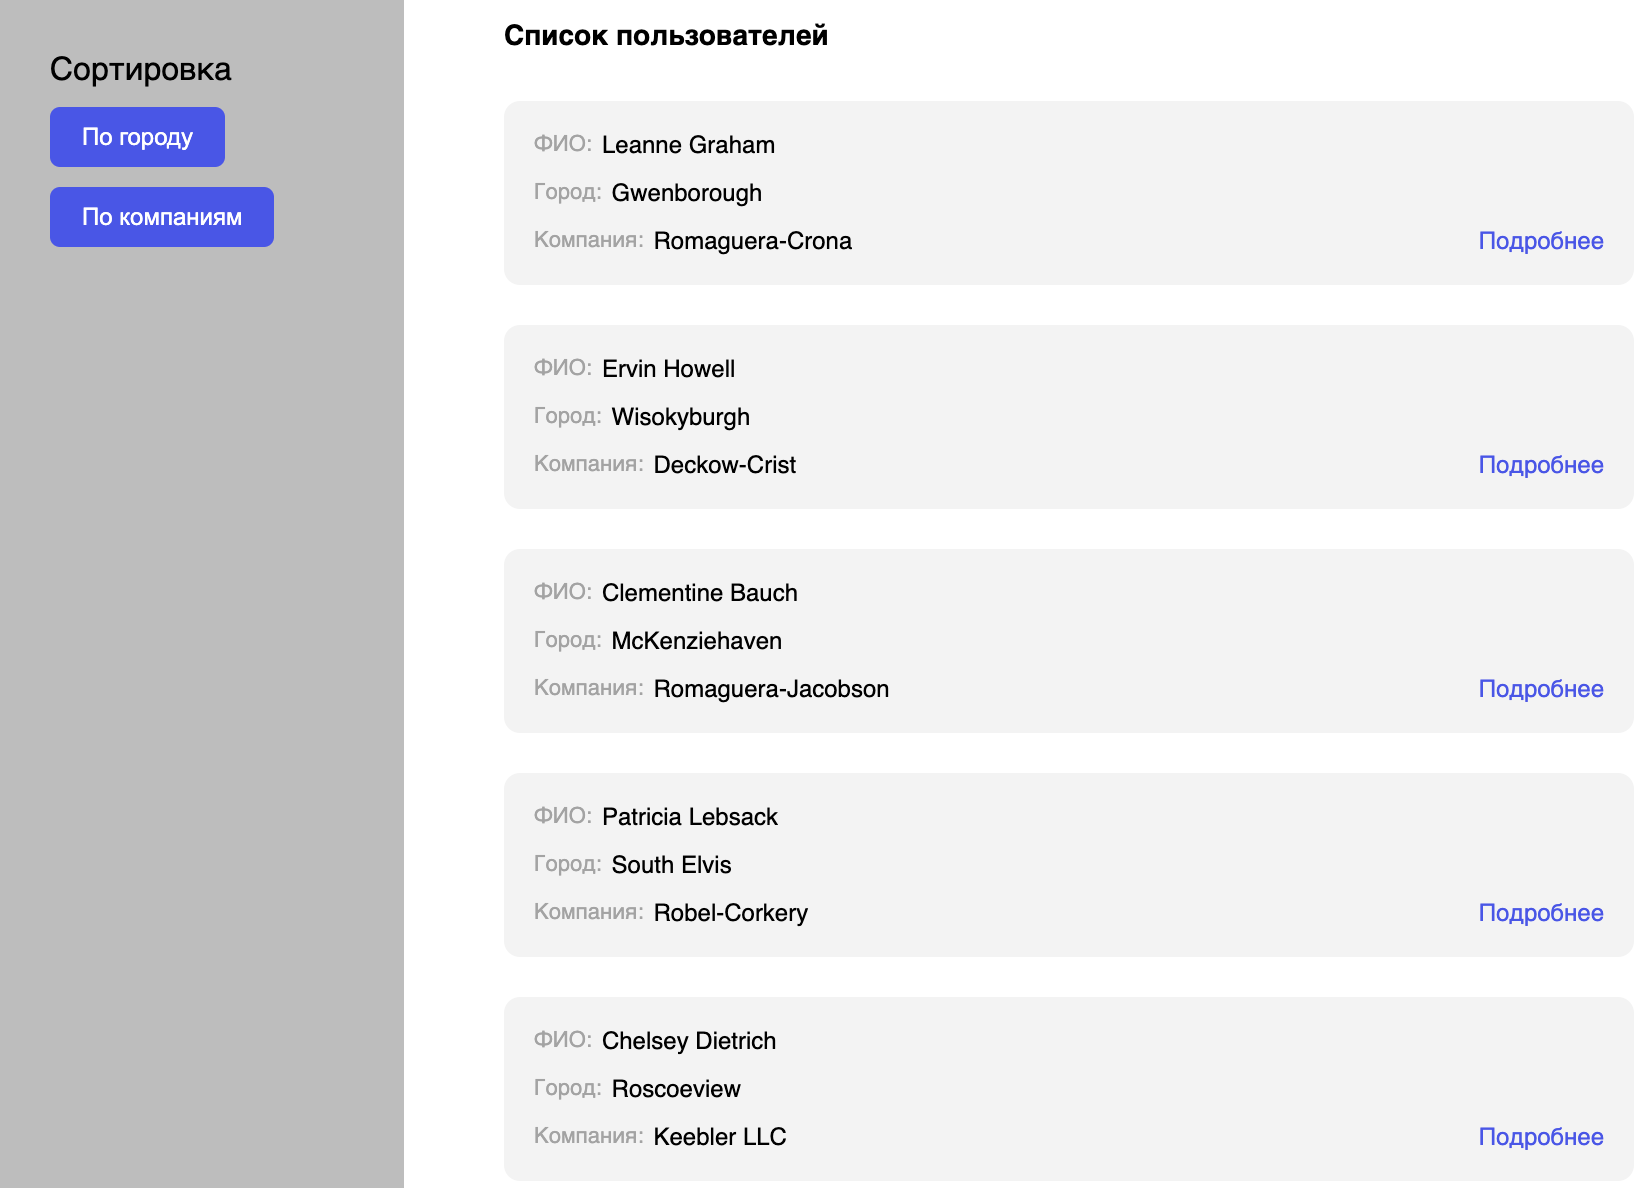 Сортировка
По городу
По компаниям
Список пользователей
ФИО: Leanne Graham
Город: Gwenborough
Компания: Romaguera-Crona Подробнее
ФИО: Ervin Howell
Город: Wisokyburgh
Компания: Deckow-Crist Подробнее
ФИО: Clementine Bauch
Город: McKenziehaven
Компания: Romaguera-Jacobson Подробнее
ФИО: Patricia Lebsack
Город: South Elvis
Компания: Robel-Corkery Подробнее
ФИО: Chelsey Dietrich
Город: Roscoeview
Компания: Keebler LLC Подробнее